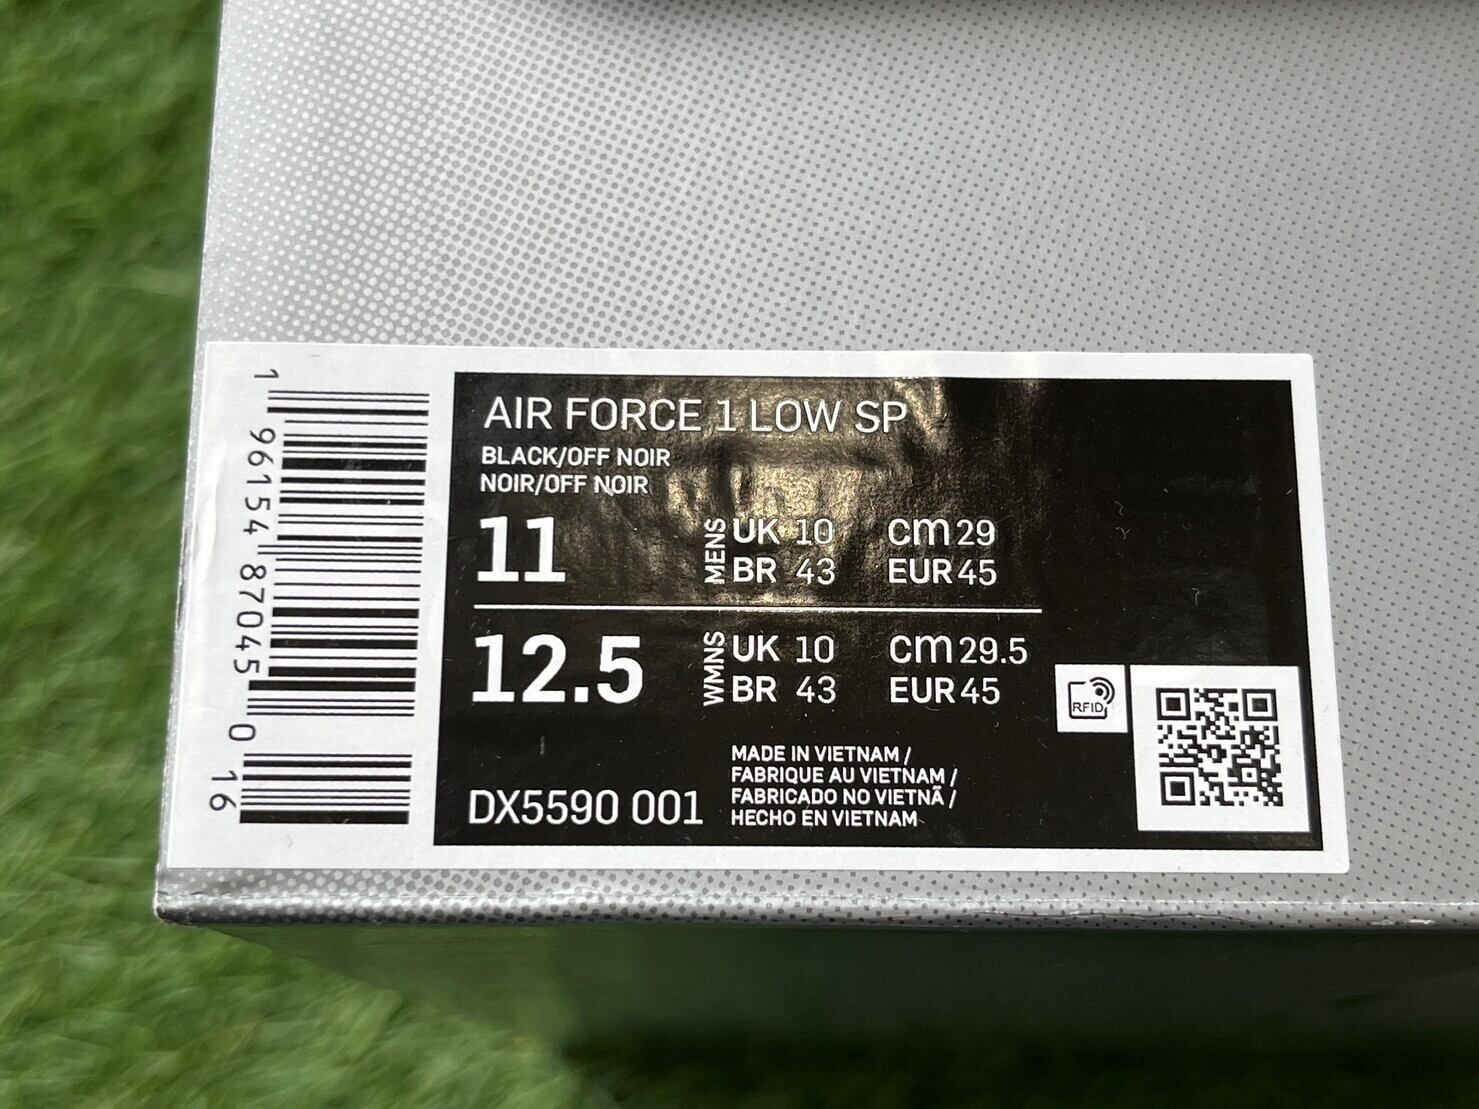 AIR FORCE 1 LOW SP
BLACK/OFF NOIR
NOIR/OFF NOIR
11
MENS
UK 10 cm 29
BR 43 EUR 45
12.5
WMNS
UK 10 cm 29.5
BR 43 EUR 45
RFID
DX5590 001
MADE IN VIETNAM /
FABRIQUE AU VIETNAM /
FABRICADO NO VIETNÃ /
HECHO EN VIETNAM
1 96154 87045 0 16